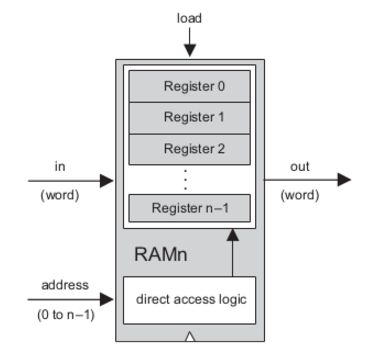 load
Register 0
Register 1
Register 2
in
(word)
out
(word)
Register n–1
RAMn
address
(0 to n–1)
direct access logic